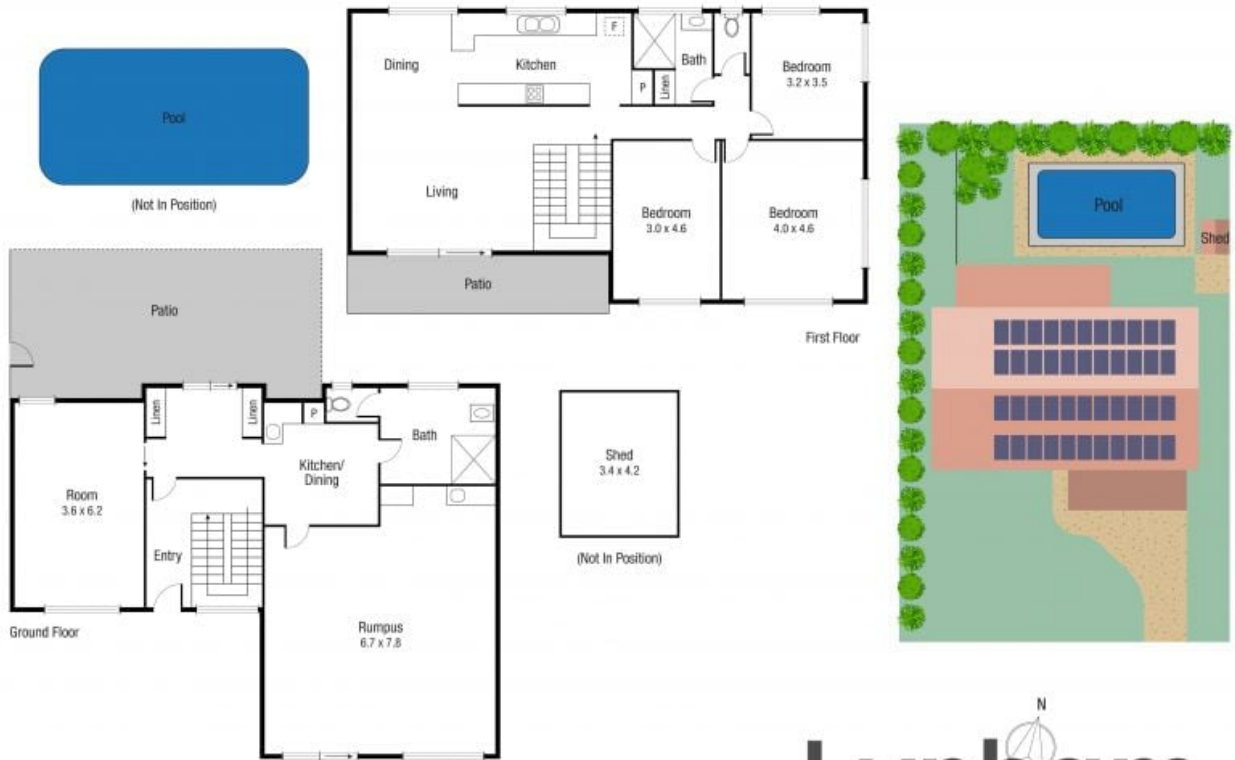 Pool
(Not In Position)
Dining
Kitchen
F
P
Linen
Bath
Bedroom
3.2 x 3.5
Living
Bedroom
3.0 x 4.6
Bedroom
4.0 x 4.6
Patio
First Floor
Patio
Linen
Linen
P
Bath
Kitchen/
Dining
Room
3.6 x 6.2
Entry
Ground Floor
Rumpus
6.7 x 7.8
Shed
3.4 x 4.2
(Not In Position)
Pool
Shed
N